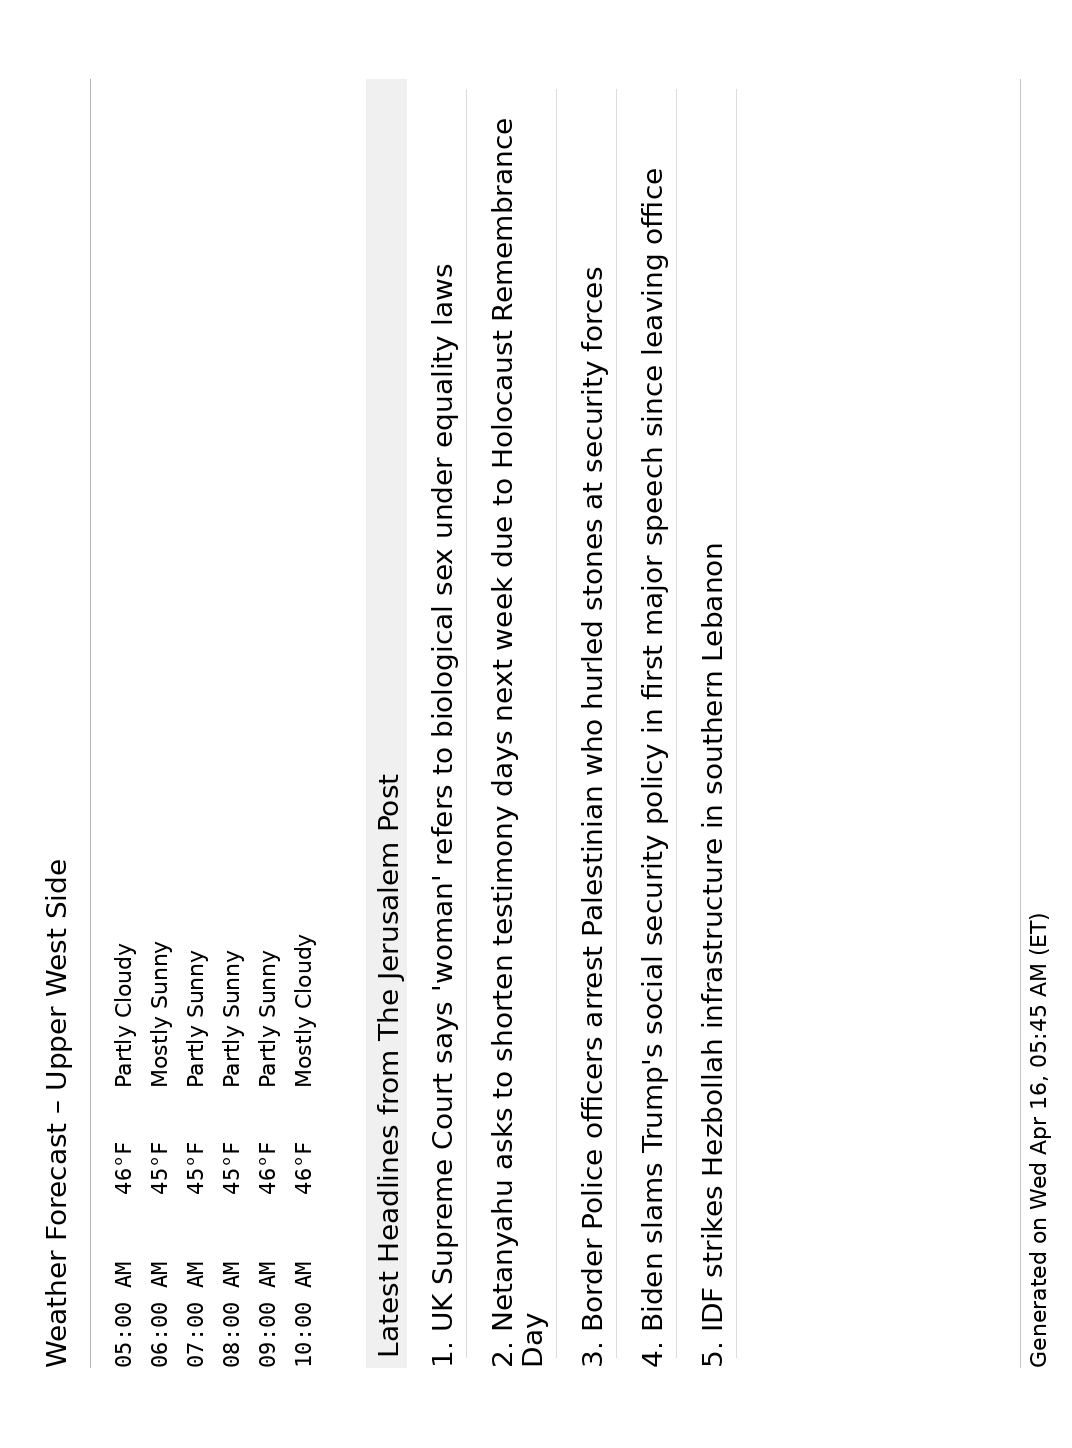 Weather Forecast – Upper West Side
05:00 AM 46°F Partly Cloudy
06:00 AM 45°F Mostly Sunny
07:00 AM 45°F Partly Sunny
08:00 AM 45°F Partly Sunny
09:00 AM 46°F Partly Sunny
10:00 AM 46°F Mostly Cloudy
Latest Headlines from The Jerusalem Post
1. UK Supreme Court says 'woman' refers to biological sex under equality laws
2. Netanyahu asks to shorten testimony days next week due to Holocaust Remembrance
Day
3. Border Police officers arrest Palestinian who hurled stones at security forces
4. Biden slams Trump's social security policy in first major speech since leaving office
5. IDF strikes Hezbollah infrastructure in southern Lebanon
Generated on Wed Apr 16, 05:45 AM (ET)